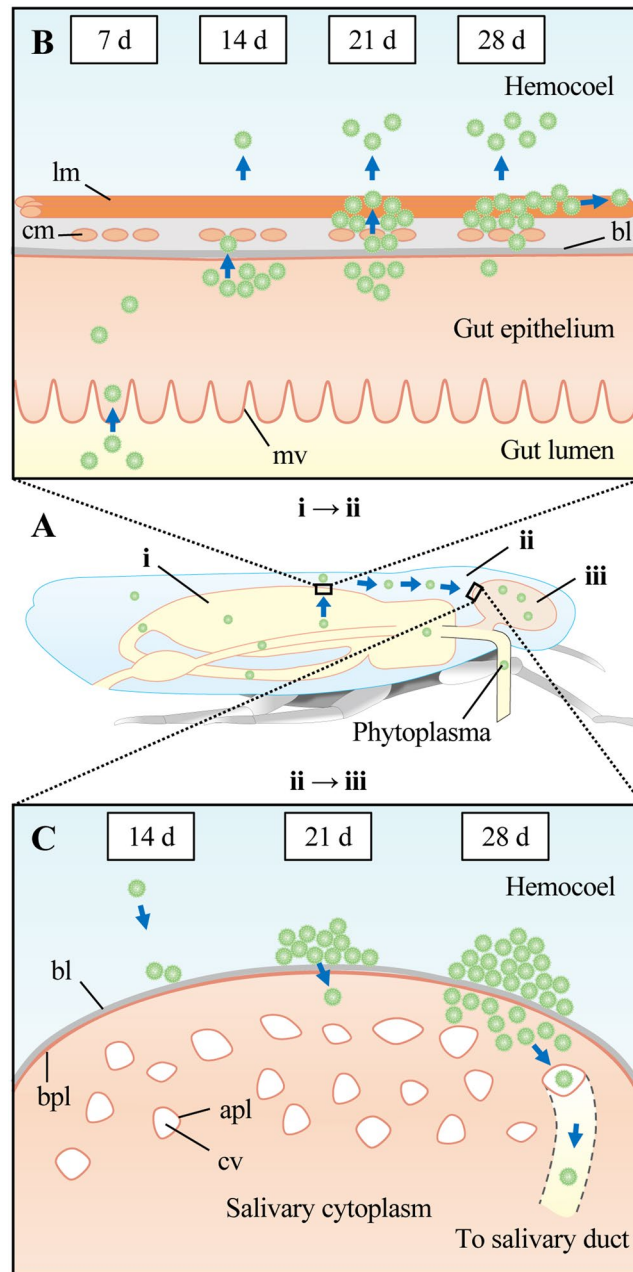 B
7 d 14 d 21 d 28 d
Hemocoel
lm
cm
bl
Gut epithelium
mv
Gut lumen
i → ii
A
i
ii
iii
Phytoplasma
ii → iii
C
14 d 21 d 28 d
Hemocoel
bl
bpl
apl
cv
Salivary cytoplasm
To salivary duct